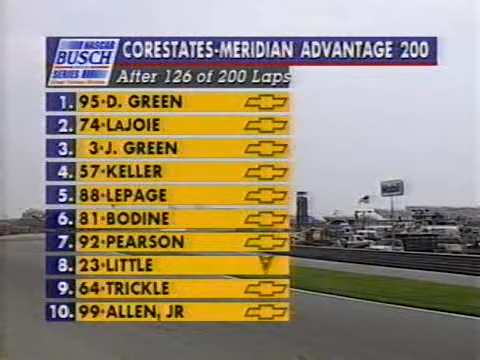 NASCAR
BUSCH
SERIES
CORESTATES-MERIDIAN ADVANTAGE 200
After 126 of 200 Laps
1. 95·D. GREEN
2. 74·LAJOIE
3. 3·J. GREEN
4. 57·KELLER
5. 88·LEPAGE
6. 81·BODINE
7. 92·PEARSON
8. 23·LITTLE
9. 64·TRICKLE
10. 99·ALLEN, JR